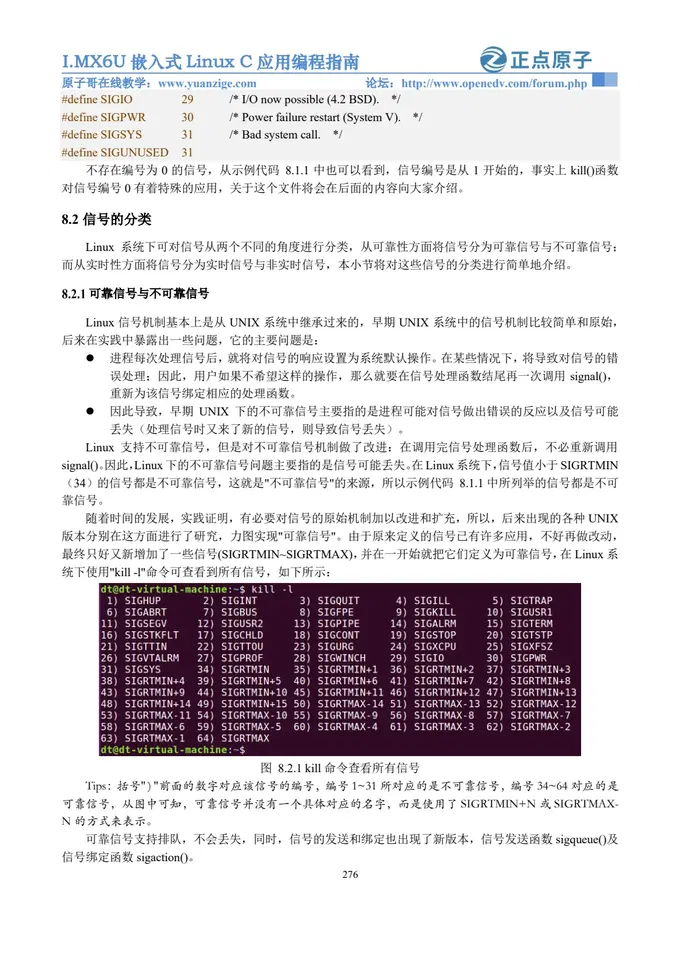 I.MX6U 嵌入式 Linux C 应用编程指南
正点原子
原子哥在线教学：www.yuanzige.com 论坛：http://www.openedv.com/forum.php
#define SIGIO 29 /* I/O now possible (4.2 BSD). */
#define SIGPWR 30 /* Power failure restart (System V). */
#define SIGSYS 31 /* Bad system call. */
#define SIGUNUSED 31
不存在编号为 0 的信号，从示例代码 8.1.1 中也可以看到，信号编号是从 1 开始的，事实上 kill()函数
对信号编号 0 有着特殊的应用，关于这个文件将会在后面的内容向大家介绍。
8.2 信号的分类
Linux 系统下可对信号从两个不同的角度进行分类，从可靠性方面将信号分为可靠信号与不可靠信号；
而从实时性方面将信号分为实时信号与非实时信号，本小节将对这些信号的分类进行简单地介绍。
8.2.1 可靠信号与不可靠信号
Linux 信号机制基本上是从 UNIX 系统中继承过来的，早期 UNIX 系统中的信号机制比较简单和原始，
后来在实践中暴露出一些问题，它的主要问题是：
● 进程每次处理信号后，就将对信号的响应设置为系统默认操作。在某些情况下，将导致对信号的错
误处理；因此，用户如果不希望这样的操作，那么就要在信号处理函数结尾再一次调用 signal()，
重新为该信号绑定相应的处理函数。
● 因此导致，早期 UNIX 下的不可靠信号主要指的是进程可能对信号做出错误的反应以及信号可能
丢失（处理信号时又来了新的信号，则导致信号丢失）。
Linux 支持不可靠信号，但是对不可靠信号机制做了改进：在调用完信号处理函数后，不必重新调用
signal()。因此，Linux 下的不可靠信号问题主要指的是信号可能丢失。在 Linux 系统下，信号值小于 SIGRTMIN
（34）的信号都是不可靠信号，这就是"不可靠信号"的来源，所以示例代码 8.1.1 中所列举的信号都是不可
靠信号。
随着时间的发展，实践证明，有必要对信号的原始机制加以改进和扩充，所以，后来出现的各种 UNIX
版本分别在这方面进行了研究，力图实现"可靠信号"。由于原来定义的信号已有许多应用，不好再做改动，
最终只好又新增加了一些信号(SIGRTMIN~SIGRTMAX)，并在一开始就把它们定义为可靠信号，在 Linux 系
统下使用"kill -l"命令可查看到所有信号，如下所示：
dt@dt-virtual-machine:~$ kill -l
1) SIGHUP 2) SIGINT 3) SIGQUIT 4) SIGILL 5) SIGTRAP
6) SIGABRT 7) SIGBUS 8) SIGFPE 9) SIGKILL 10) SIGUSR1
11) SIGSEGV 12) SIGUSR2 13) SIGPIPE 14) SIGALRM 15) SIGTERM
16) SIGSTKFLT 17) SIGCHLD 18) SIGCONT 19) SIGSTOP 20) SIGTSTP
21) SIGTTIN 22) SIGTTOU 23) SIGURG 24) SIGXCPU 25) SIGXFSZ
26) SIGVTALRM 27) SIGPROF 28) SIGWINCH 29) SIGIO 30) SIGPWR
31) SIGSYS 34) SIGRTMIN 35) SIGRTMIN+1 36) SIGRTMIN+2 37) SIGRTMIN+3
38) SIGRTMIN+4 39) SIGRTMIN+5 40) SIGRTMIN+6 41) SIGRTMIN+7 42) SIGRTMIN+8
43) SIGRTMIN+9 44) SIGRTMIN+10 45) SIGRTMIN+11 46) SIGRTMIN+12 47) SIGRTMIN+13
48) SIGRTMIN+14 49) SIGRTMIN+15 50) SIGRTMAX-14 51) SIGRTMAX-13 52) SIGRTMAX-12
53) SIGRTMAX-11 54) SIGRTMAX-10 55) SIGRTMAX-9 56) SIGRTMAX-8 57) SIGRTMAX-7
58) SIGRTMAX-6 59) SIGRTMAX-5 60) SIGRTMAX-4 61) SIGRTMAX-3 62) SIGRTMAX-2
63) SIGRTMAX-1 64) SIGRTMAX
dt@dt-virtual-machine:~$
图 8.2.1 kill 命令查看所有信号
Tips：括号")"前面的数字对应该信号的编号，编号 1~31 所对应的是不可靠信号，编号 34~64 对应的是
可靠信号，从图中可知，可靠信号并没有一个具体对应的名字，而是使用了 SIGRTMIN+N 或 SIGRTMAX-
N 的方式来表示。
可靠信号支持排队，不会丢失，同时，信号的发送和绑定也出现了新版本，信号发送函数 sigqueue()及
信号绑定函数 sigaction()。
276